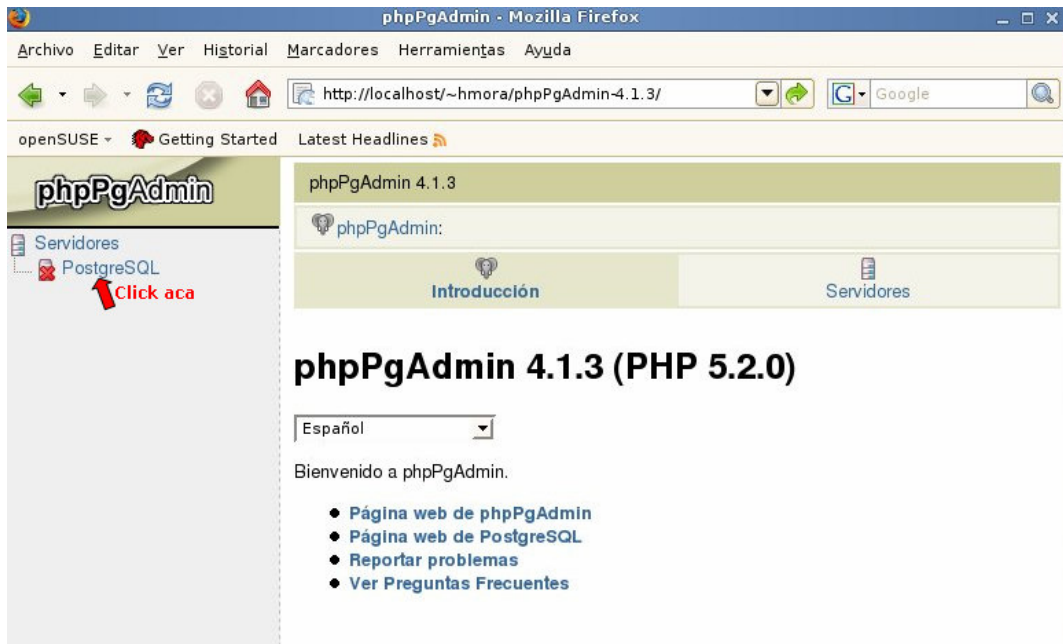 phpPgAdmin - Mozilla Firefox
Archivo Editar Ver Historial Marcadores Herramientas Ayuda
http://localhost/~hmora/phpPgAdmin-4.1.3/ G Google
openSUSE Getting Started Latest Headlines
phpPgAdmin
Servidores
PostgreSQL
Click aca
phpPgAdmin 4.1.3
phpPgAdmin:
Introducción Servidores
phpPgAdmin 4.1.3 (PHP 5.2.0)
Español
Bienvenido a phpPgAdmin.
Página web de phpPgAdmin
Página web de PostgreSQL
Reportar problemas
Ver Preguntas Frecuentes